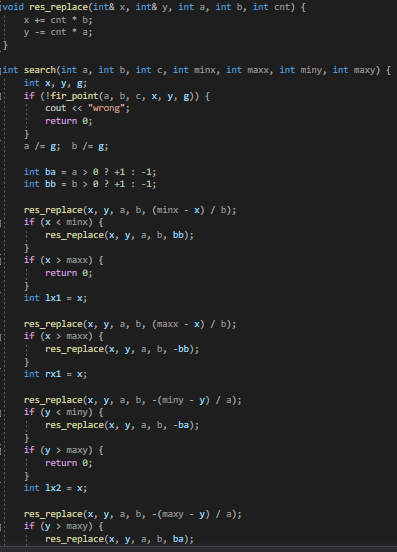 void res_replace(int& x, int& y, int a, int b, int cnt) {
    x += cnt * b;
    y -= cnt * a;
}

int search(int a, int b, int c, int minx, int maxx, int miny, int maxy) {
    int x, y, g;
    if (!fir_point(a, b, c, x, y, g)) {
        cout << "wrong";
        return 0;
    }
    a /= g;  b /= g;

    int ba = a > 0 ? +1 : -1;
    int bb = b > 0 ? +1 : -1;

    res_replace(x, y, a, b, (minx - x) / b);
    if (x < minx) {
        res_replace(x, y, a, b, bb);
    }
    if (x > maxx) {
        return 0;
    }
    int lx1 = x;

    res_replace(x, y, a, b, (maxx - x) / b);
    if (x > maxx) {
        res_replace(x, y, a, b, -bb);
    }
    int rx1 = x;

    res_replace(x, y, a, b, -(miny - y) / a);
    if (y < miny) {
        res_replace(x, y, a, b, -ba);
    }
    if (y > maxy) {
        return 0;
    }
    int lx2 = x;

    res_replace(x, y, a, b, -(maxy - y) / a);
    if (y > maxy) {
        res_replace(x, y, a, b, ba);